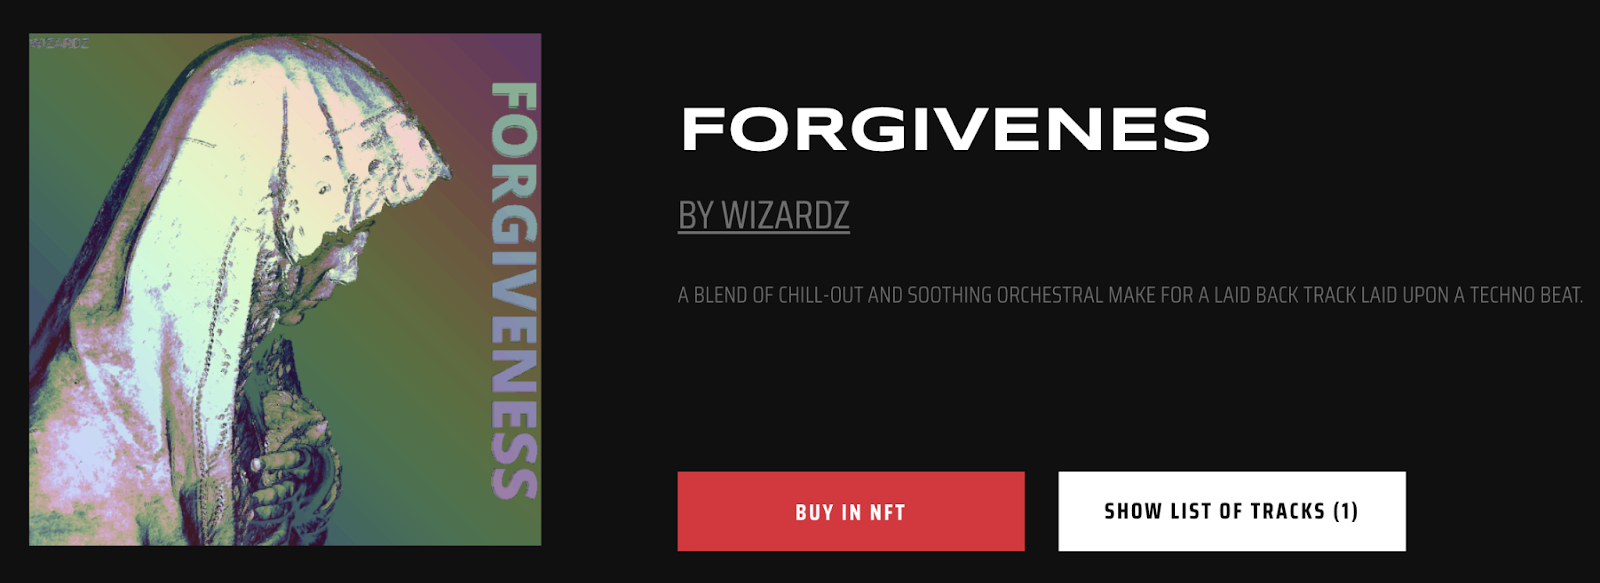 WIZARDZ
FORGIVENESS
FORGIVENES
BY WIZARDZ
A BLEND OF CHILL-OUT AND SOOTHING ORCHESTRAL MAKE FOR A LAID BACK TRACK LAID UPON A TECHNO BEAT.
BUY IN NFT
SHOW LIST OF TRACKS (1)